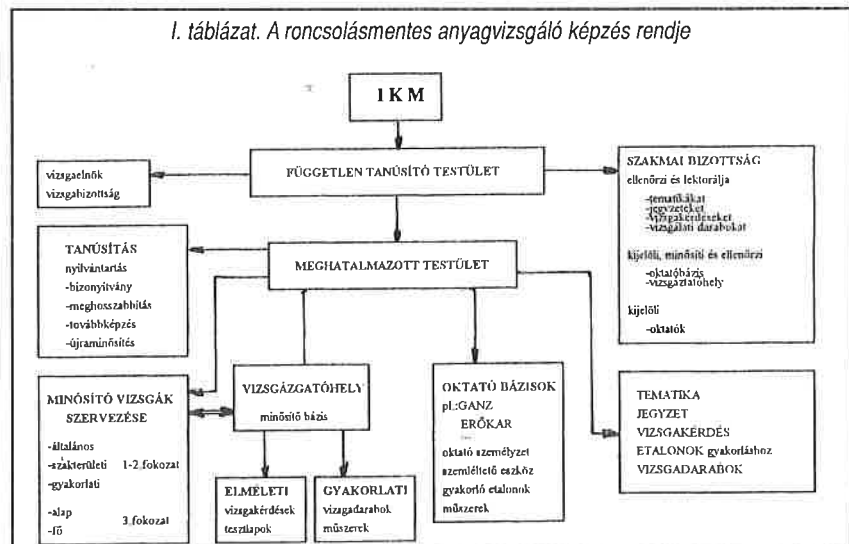 I. táblázat. A roncsolásmentes anyagvizsgáló képzés rendje
IKM
vizsgaelnök
vizsgabizottság
FÜGGETLEN TANÚSÍTÓ TESTÜLET
SZAKMAI BIZOTTSÁG
ellenőrzi és lektorálja
-tematikákat
-jegyzeteket
-vizsgakérdéseket
-vizsgálati darabokat
kijelöli, minősíti és ellenőrzi
-oktatóbázis
-vizsgáztatóhely
kijelöli
-oktatók
TANÚSÍTÁS
nyilvántartás
-bizonyítvány
-meghosszabbítás
-továbbképzés
-újraminősítés
MEGHATALMAZOTT TESTÜLET
MINŐSÍTŐ VIZSGÁK
SZERVEZÉSE
-általános
-szakterületi 1-2.fokozat
-gyakorlati
-alap
-fő 3.fokozat
VIZSGÁZGATÓHELY
minősítő bázis
ELMÉLETI
vizsgakérdések
tesztlapok
GYAKORLATI
vizsgadarabok
műszerek
OKTATÓ BÁZISOK
pl.:GANZ
ERŐKAR
oktató személyzet
szemléltető eszköz
gyakorló etalonok
műszerek
TEMATIKA
JEGYZET
VIZSGAKÉRDÉS
ETALONOK gyakorláshoz
VIZSGADARABOK